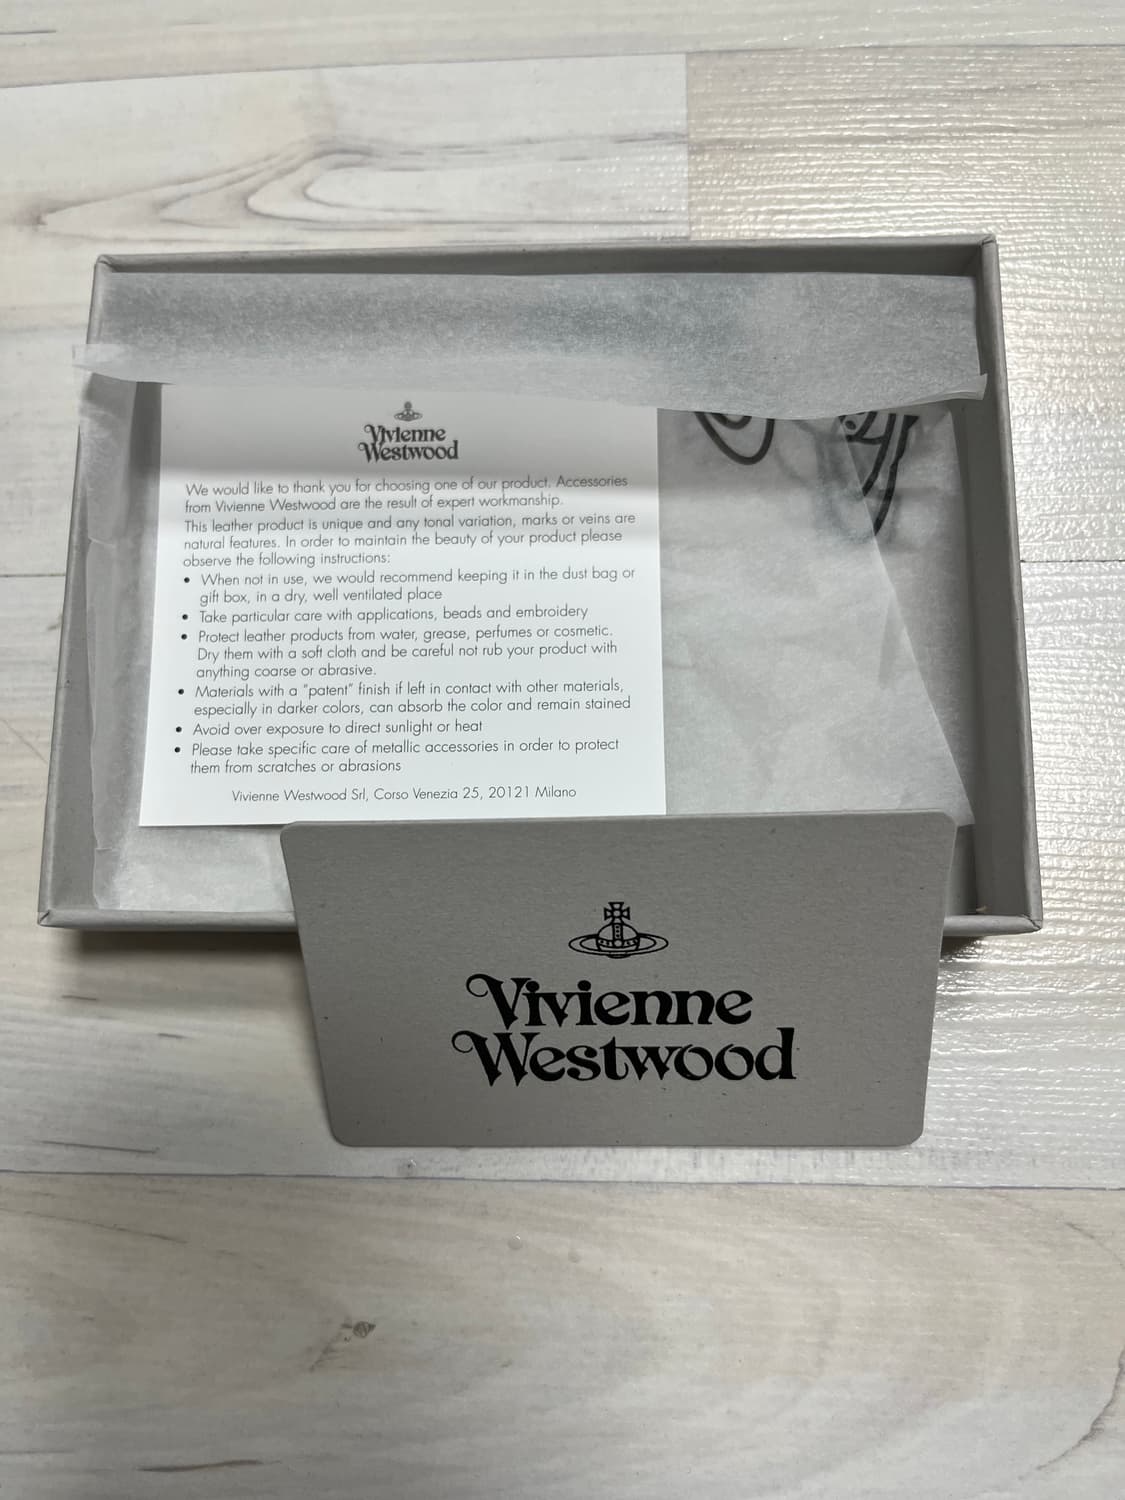 Vivienne
Westwood
We would like to thank you for choosing one of our product. Accessories
from Vivienne Westwood are the result of expert workmanship.
This leather product is unique and any tonal variation, marks or veins are
natural features. In order to maintain the beauty of your product please
observe the following instructions:
• When not in use, we would recommend keeping it in the dust bag or
gift box, in a dry, well ventilated place
• Take particular care with applications, beads and embroidery
• Protect leather products from water, grease, perfumes or cosmetic.
Dry them with a soft cloth and be careful not rub your product with
anything coarse or abrasive.
• Materials with a "patent" finish if left in contact with other materials,
especially in darker colors, can absorb the color and remain stained
• Avoid over exposure to direct sunlight or heat
• Please take specific care of metallic accessories in order to protect
them from scratches or abrasions
Vivienne Westwood Srl, Corso Venezia 25, 20121 Milano
Vivienne
Westwood